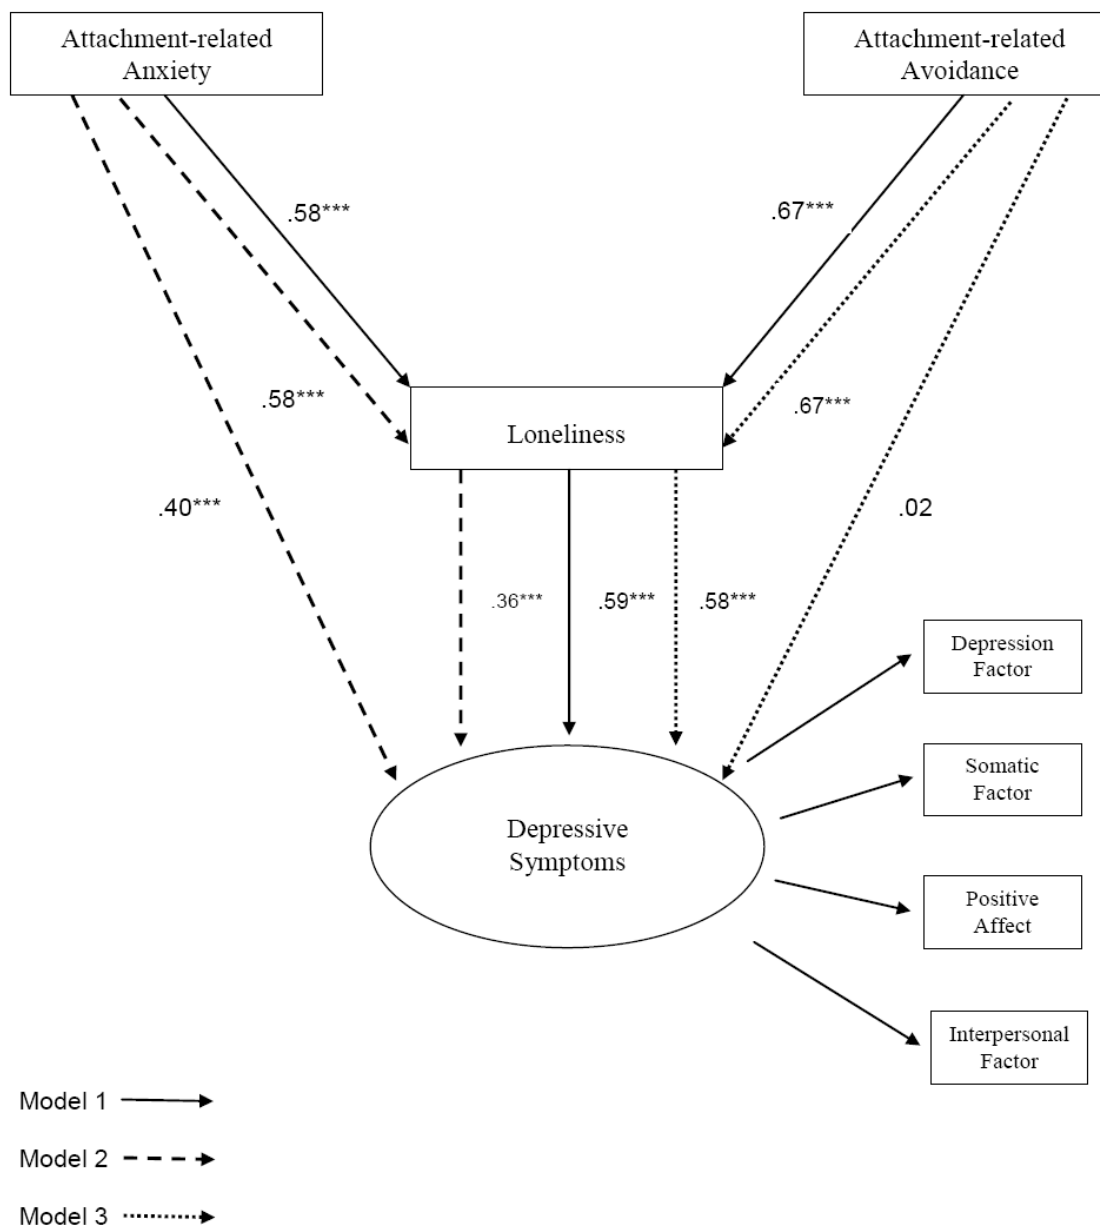 Attachment-related
Anxiety
Attachment-related
Avoidance
.58***
.67***
.58***
.67***
Loneliness
.40***
.02
.36***
.59***
.58***
Depression
Factor
Somatic
Factor
Depressive
Symptoms
Positive
Affect
Interpersonal
Factor
Model 1
Model 2
Model 3